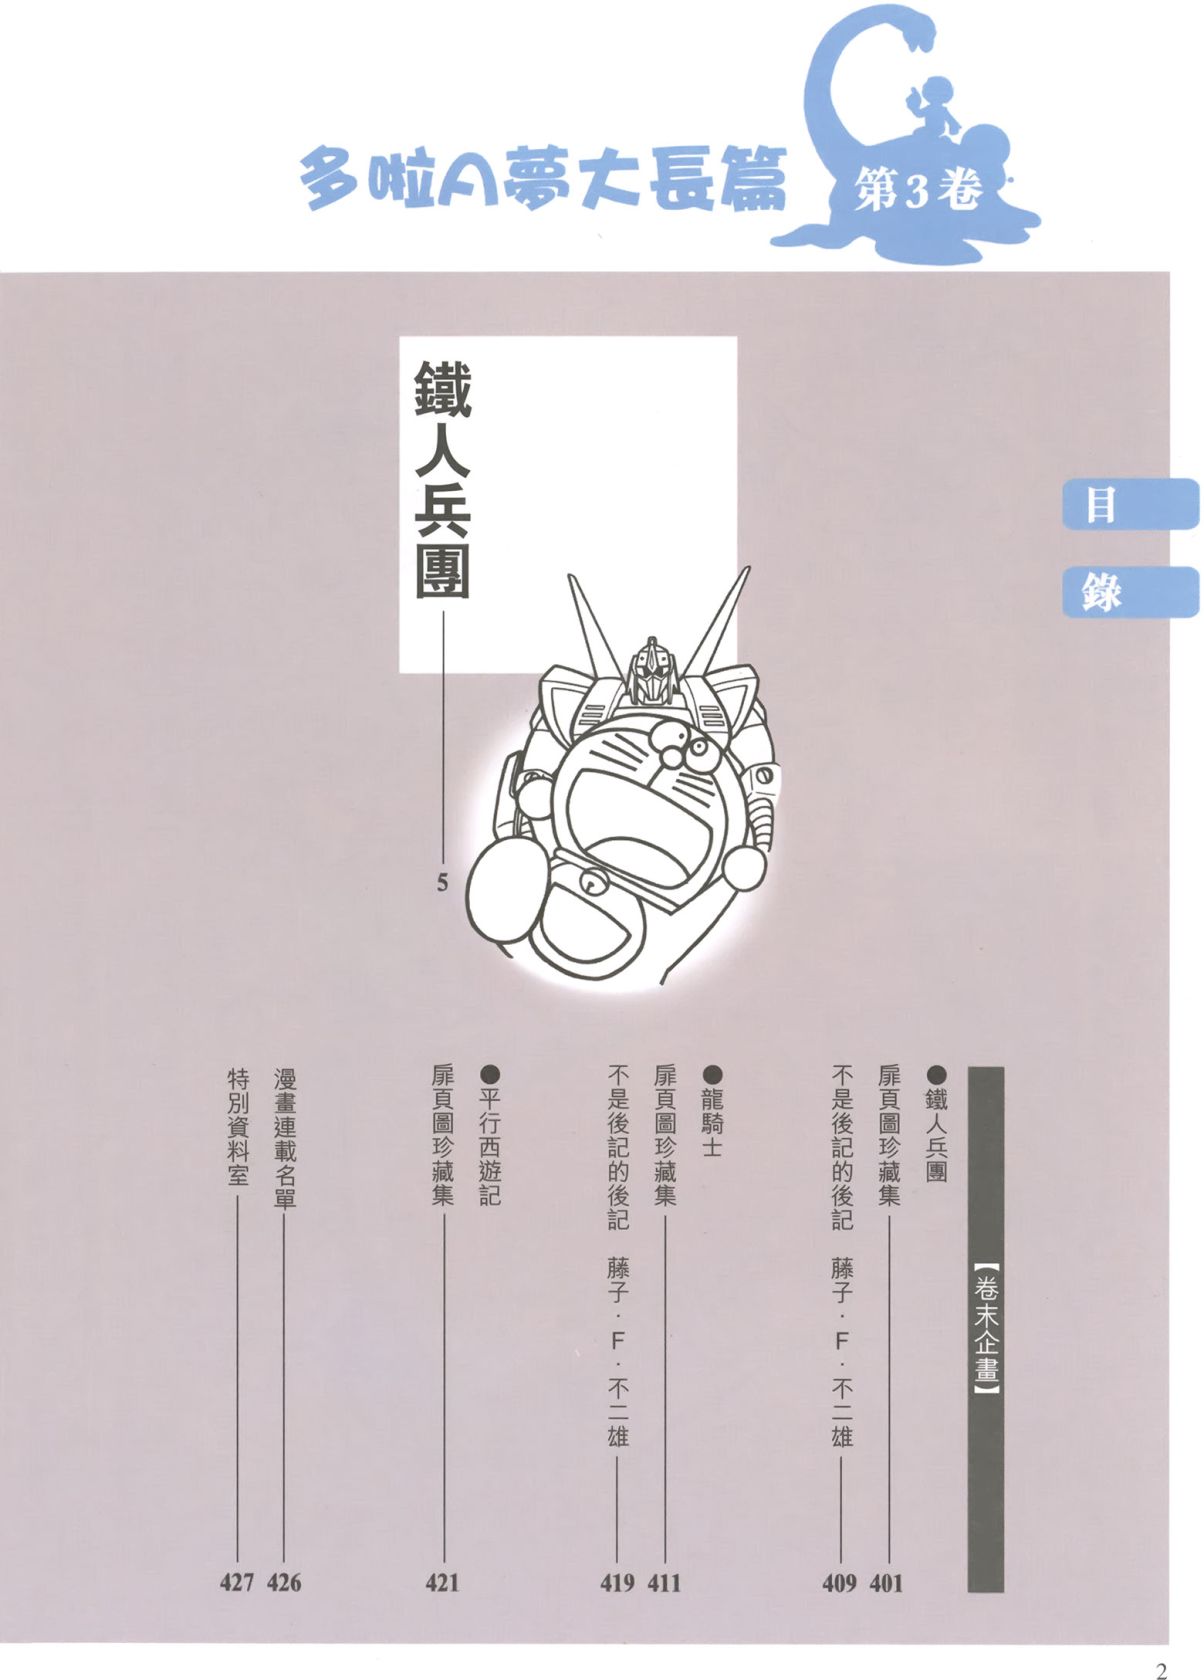 多啦A夢大長篇
第3卷
目錄
鐵人兵團 5
【卷末企畫】
●鐵人兵團
扉頁圖珍藏集 401
不是後記的後記 藤子·F·不二雄 409
●龍騎士
扉頁圖珍藏集 411
不是後記的後記 藤子·F·不二雄 419
●平行西遊記
扉頁圖珍藏集 421
漫畫連載名單 426
特別資料室 427
2